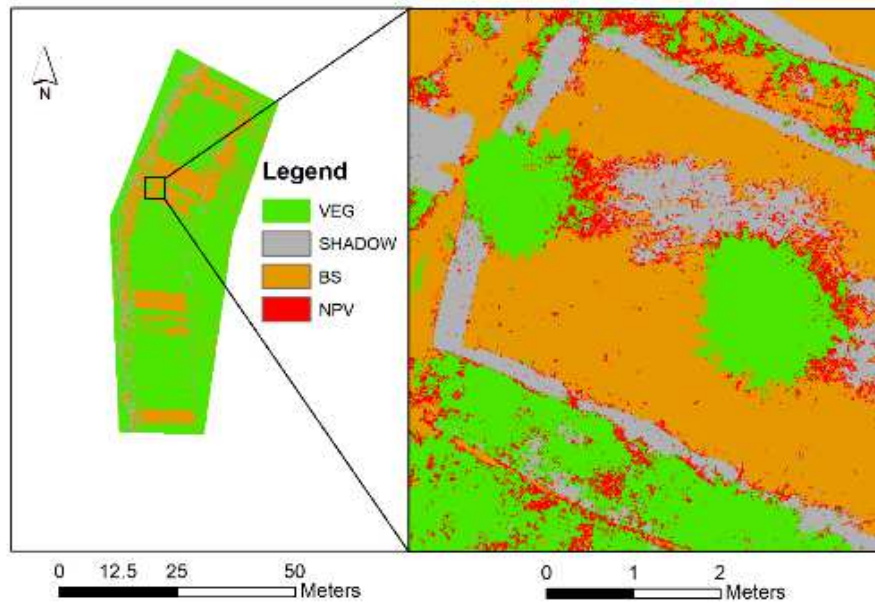 N
Legend
VEG
SHADOW
BS
NPV
0 12.5 25 50
Meters
0 1 2
Meters